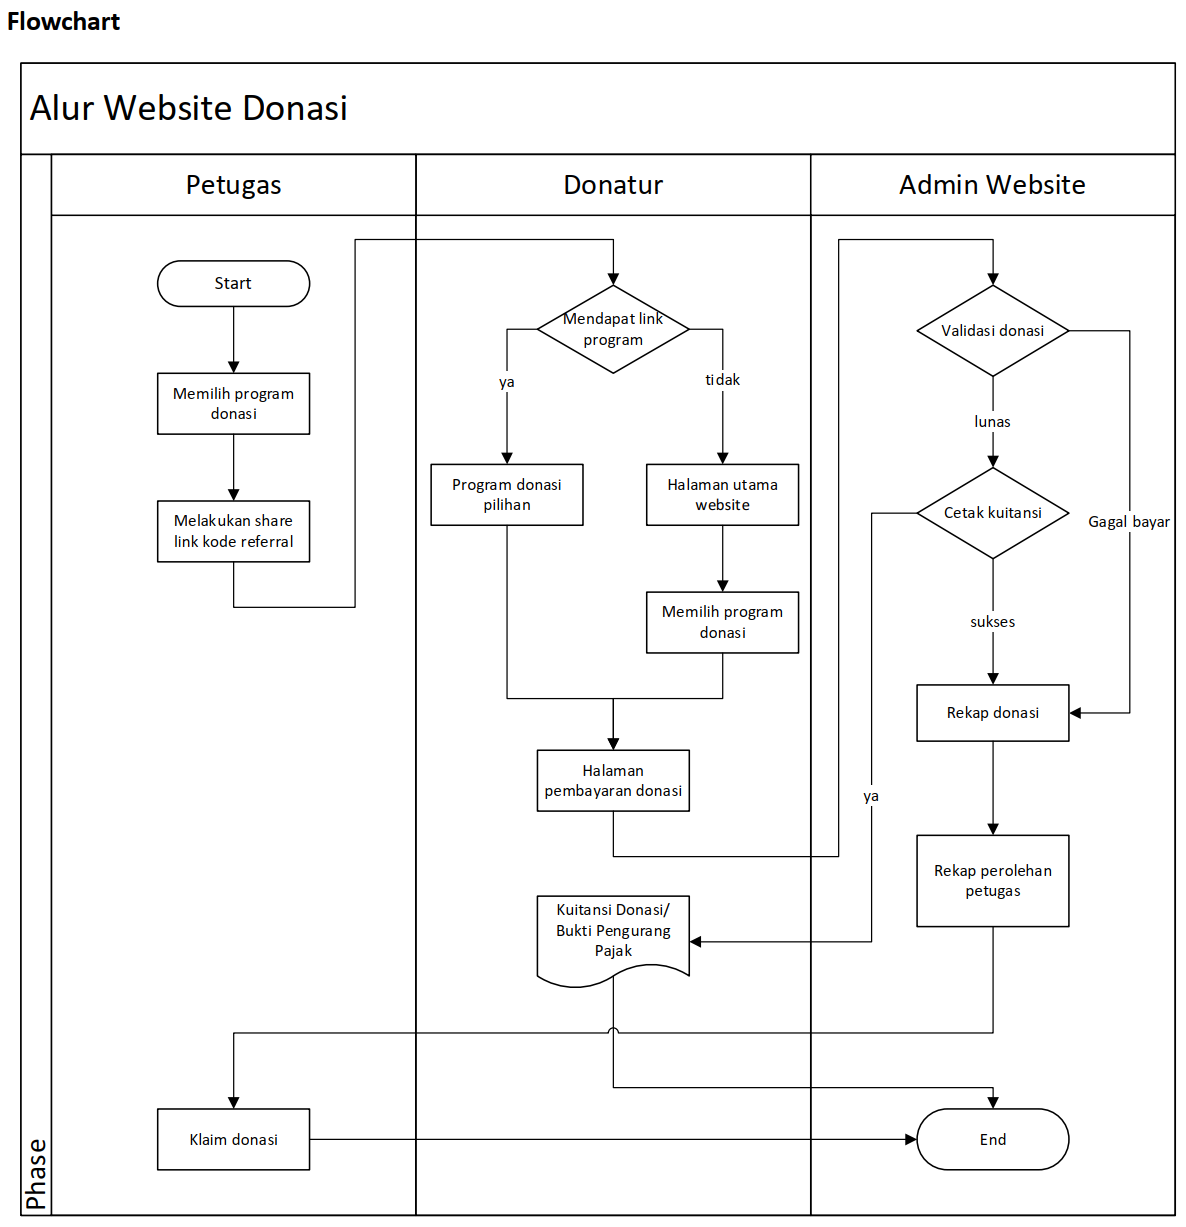 Flowchart
Alur Website Donasi
Petugas
Donatur
Admin Website
Phase
Start
Memilih program
donasi
Melakukan share
link kode referral
Klaim donasi
Mendapat link
program
ya
tidak
Program donasi
pilihan
Halaman utama
website
Memilih program
donasi
Halaman
pembayaran donasi
Kuitansi Donasi/
Bukti Pengurang
Pajak
Validasi donasi
lunas
Cetak kuitansi
Gagal bayar
sukses
ya
Rekap donasi
Rekap perolehan
petugas
End